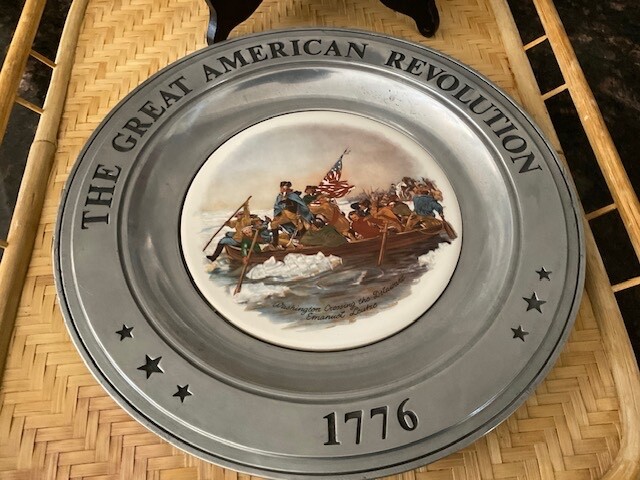 THE GREAT AMERICAN REVOLUTION
Washington Crossing the Delaware
Emanuel Leutze
1776